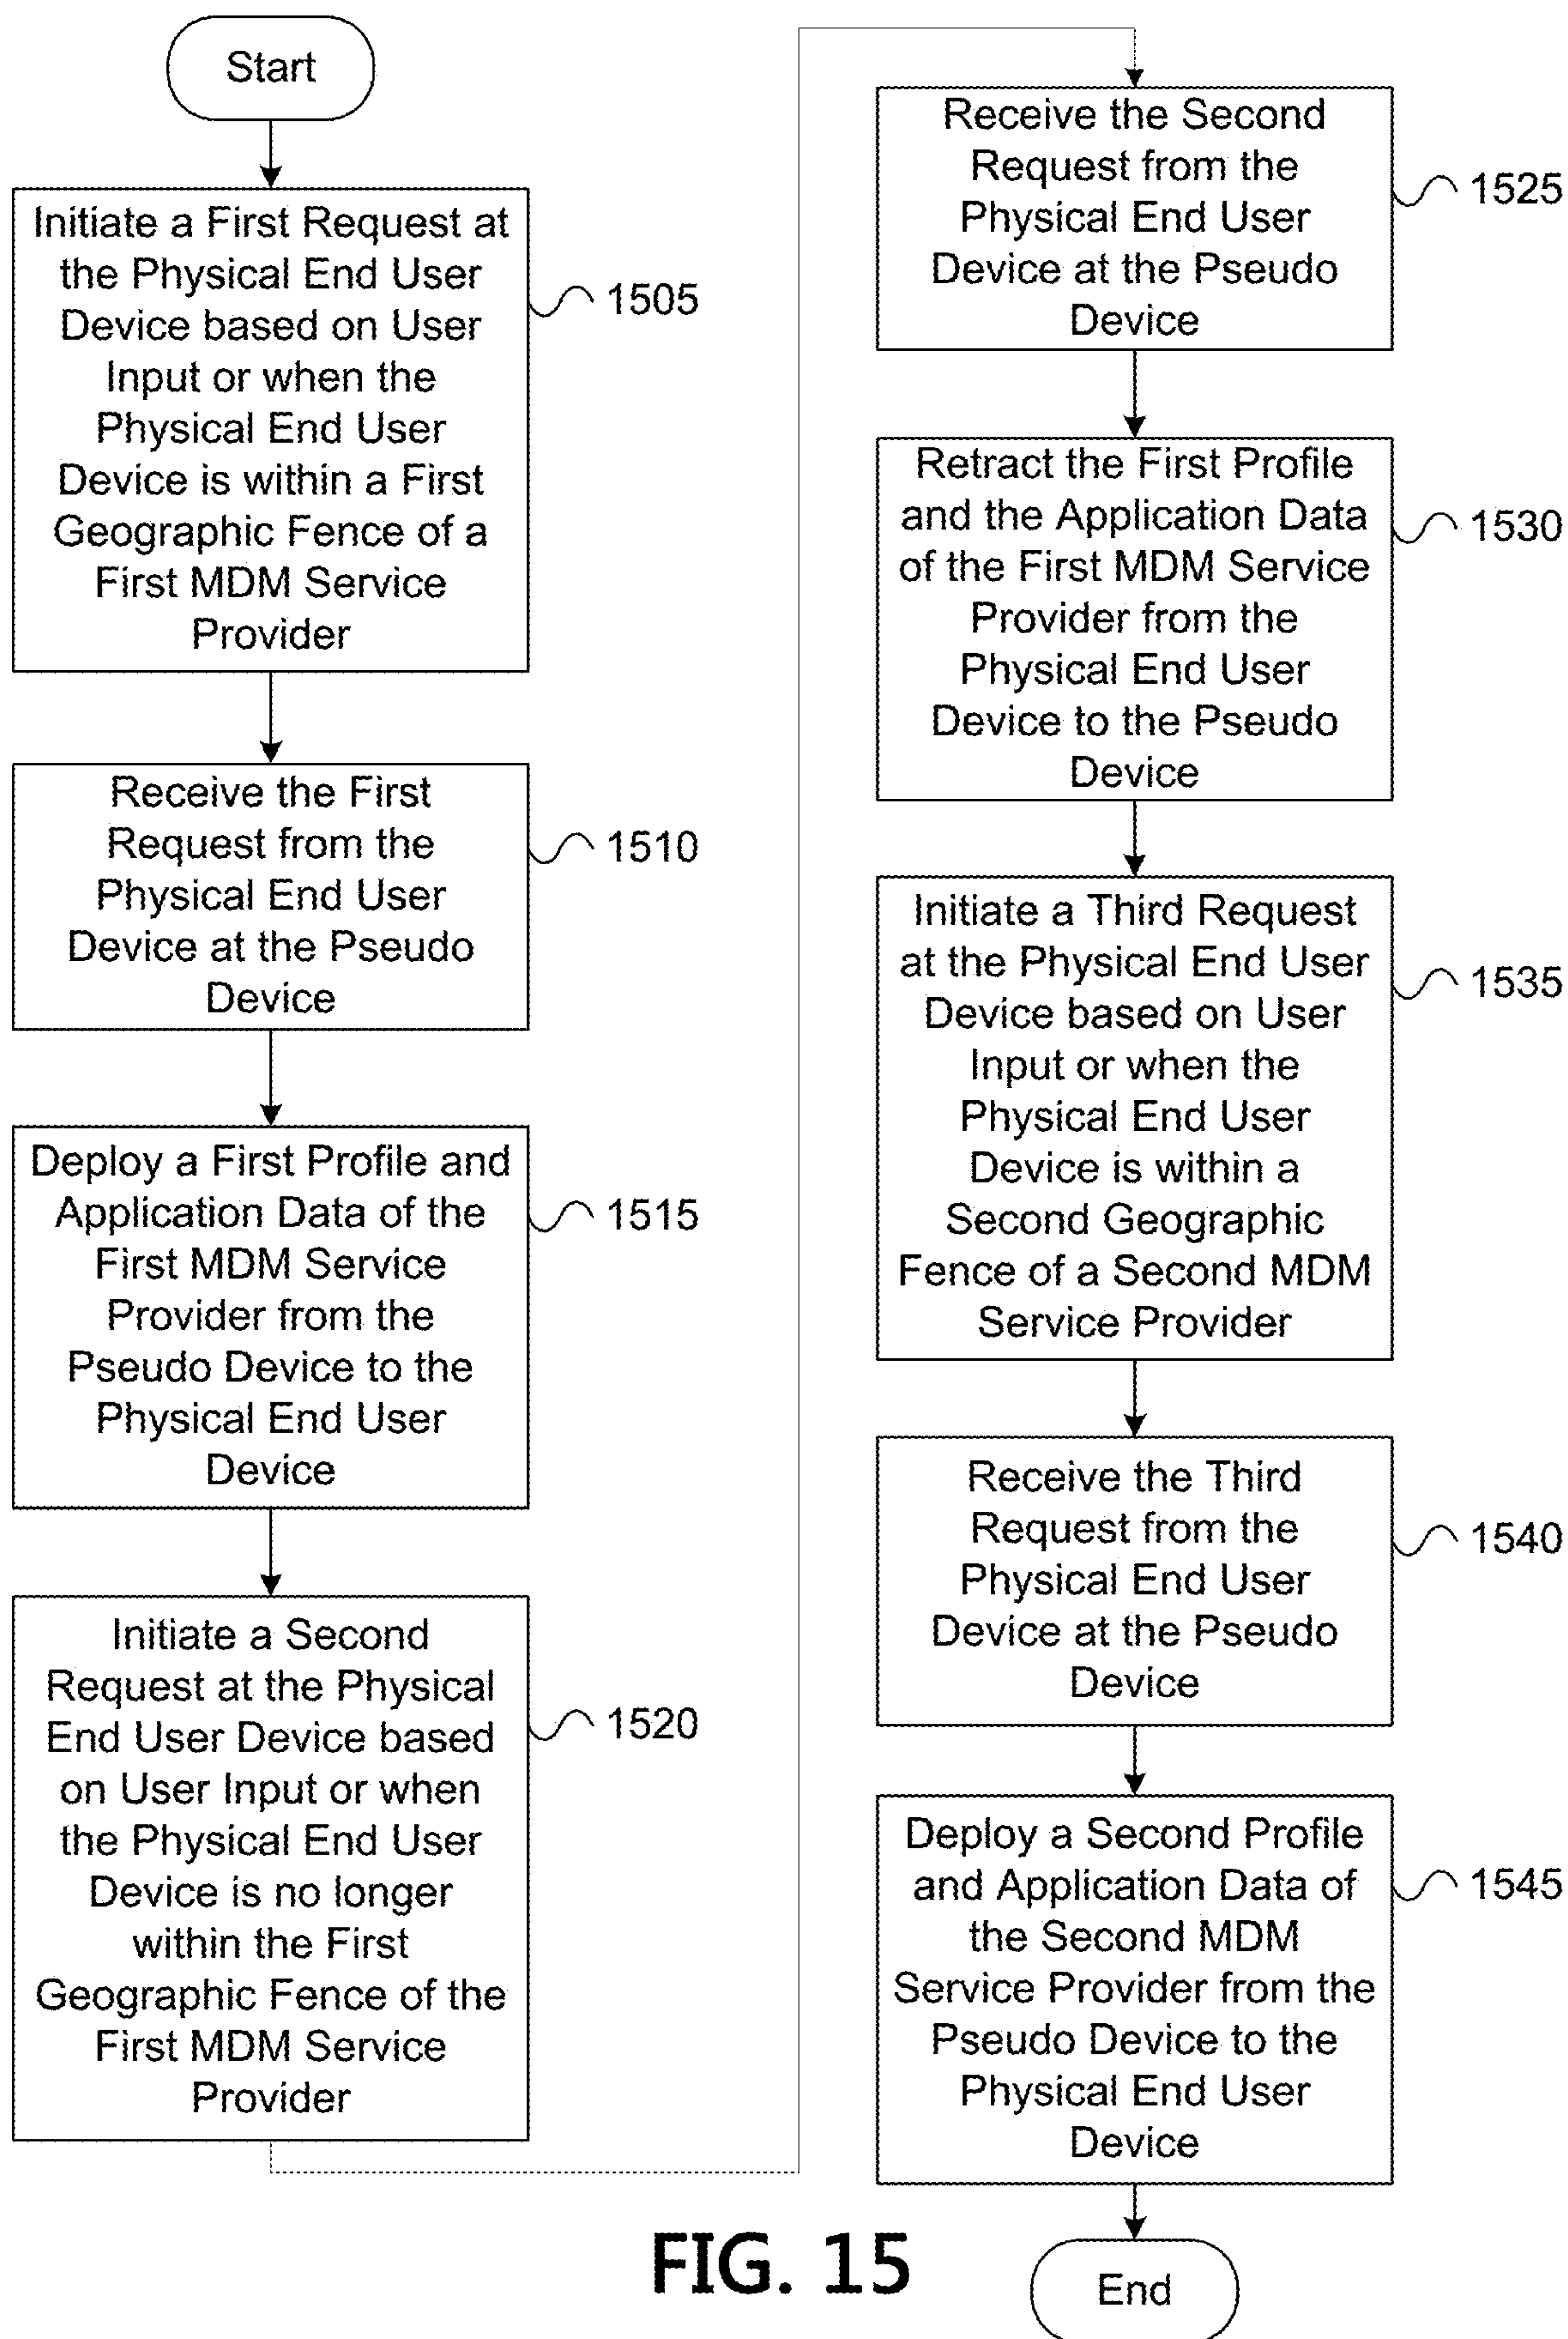 Start
Initiate a First Request at
the Physical End User
Device based on User
Input or when the
Physical End User
Device is within a First
Geographic Fence of a
First MDM Service
Provider
1505
Receive the First
Request from the
Physical End User
Device at the Pseudo
Device
1510
Deploy a First Profile and
Application Data of the
First MDM Service
Provider from the
Pseudo Device to the
Physical End User
Device
1515
Initiate a Second
Request at the Physical
End User Device based
on User Input or when
the Physical End User
Device is no longer
within the First
Geographic Fence of the
First MDM Service
Provider
1520
Receive the Second
Request from the
Physical End User
Device at the Pseudo
Device
1525
Retract the First Profile
and the Application Data
of the First MDM Service
Provider from the
Physical End User
Device to the Pseudo
Device
1530
Initiate a Third Request
at the Physical End User
Device based on User
Input or when the
Physical End User
Device is within a
Second Geographic
Fence of a Second MDM
Service Provider
1535
Receive the Third
Request from the
Physical End User
Device at the Pseudo
Device
1540
Deploy a Second Profile
and Application Data of
the Second MDM
Service Provider from the
Pseudo Device to the
Physical End User
Device
1545
End
FIG. 15